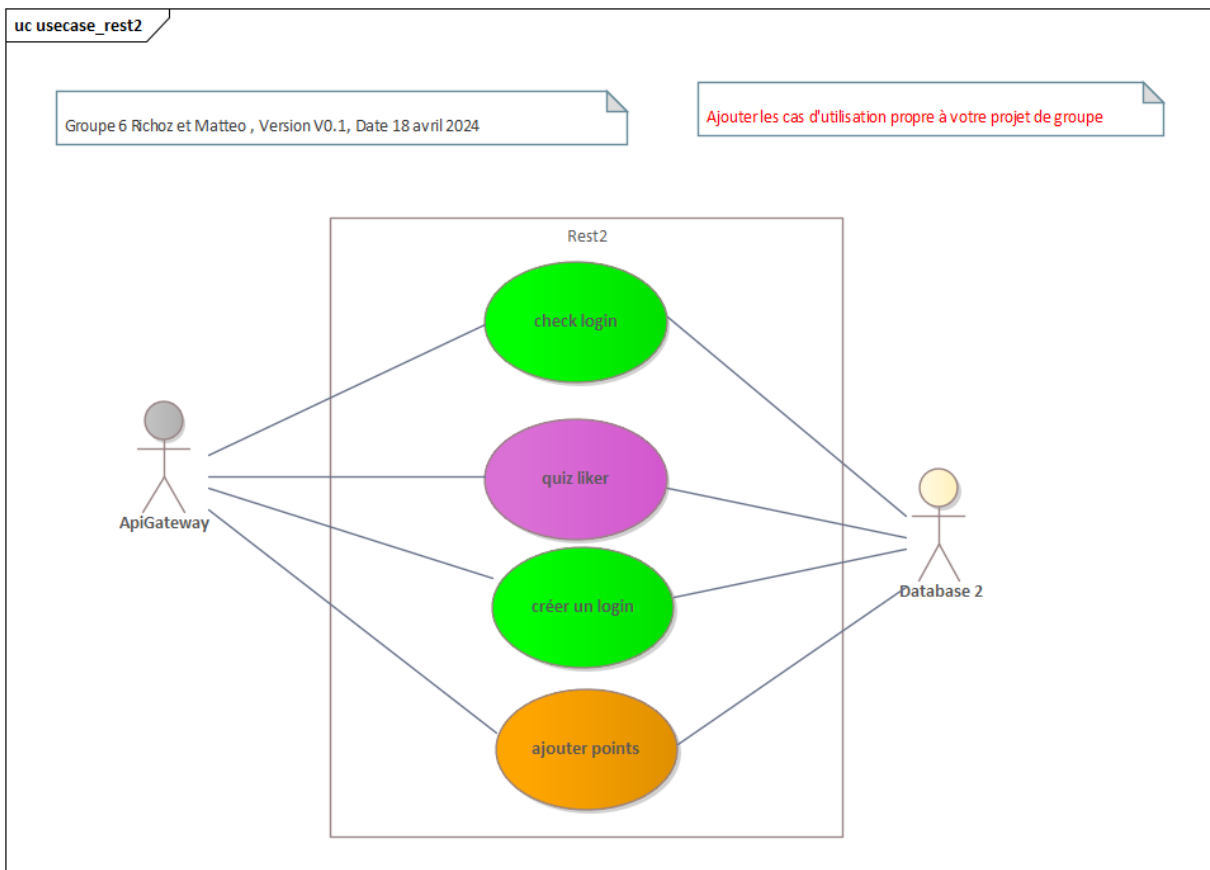 uc usecase_rest2
Groupe 6 Richoz et Matteo , Version V0.1, Date 18 avril 2024
Ajouter les cas d'utilisation propre à votre projet de groupe
Rest2
check login
quiz liker
ApiGateway
créer un login
Database 2
ajouter points